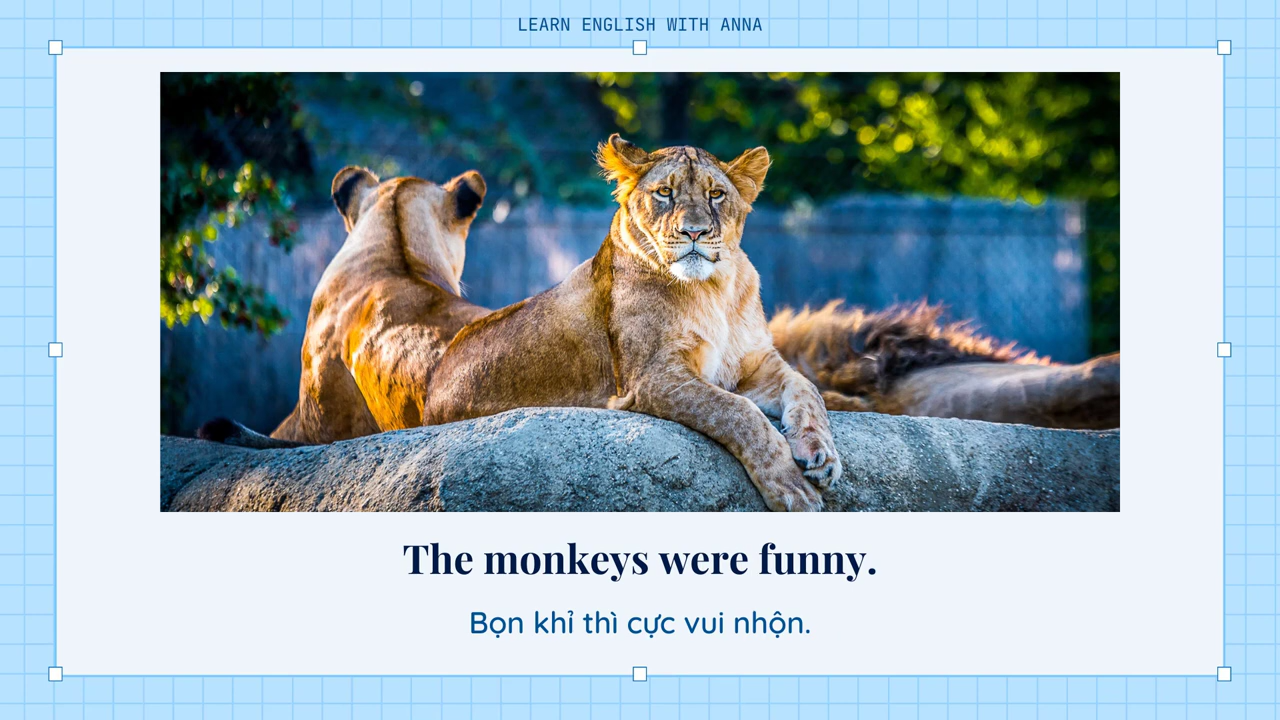 LEARN ENGLISH WITH ANNA
The monkeys were funny.
Bọn khỉ thì cực vui nhộn.